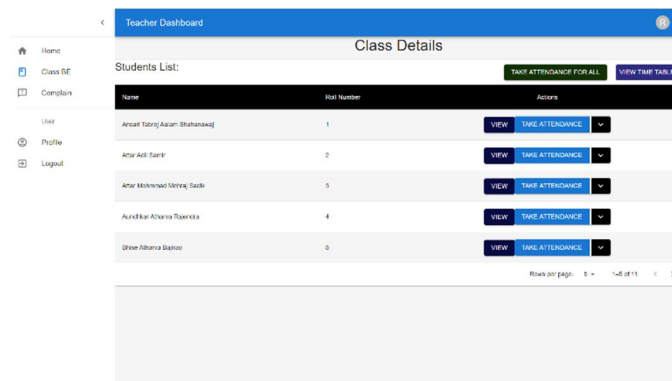 Teacher Dashboard
R
Home
Class BE
Complain
User
Profile
Logout
Class Details
Students List:
TAKE ATTENDANCE FOR ALL
VIEW TIME TABL
Name Roll Number Actions
Ansari Tabrej Aalam Shahanawaj 1 VIEW TAKE ATTENDANCE
Attar Adil Samir 2 VIEW TAKE ATTENDANCE
Attar Mohmmad Mehraj Sadik 3 VIEW TAKE ATTENDANCE
Aundhkar Atharva Rajendra 4 VIEW TAKE ATTENDANCE
Bhise Atharva Bajirao 5 VIEW TAKE ATTENDANCE
Rows per page: 5 1–5 of 11